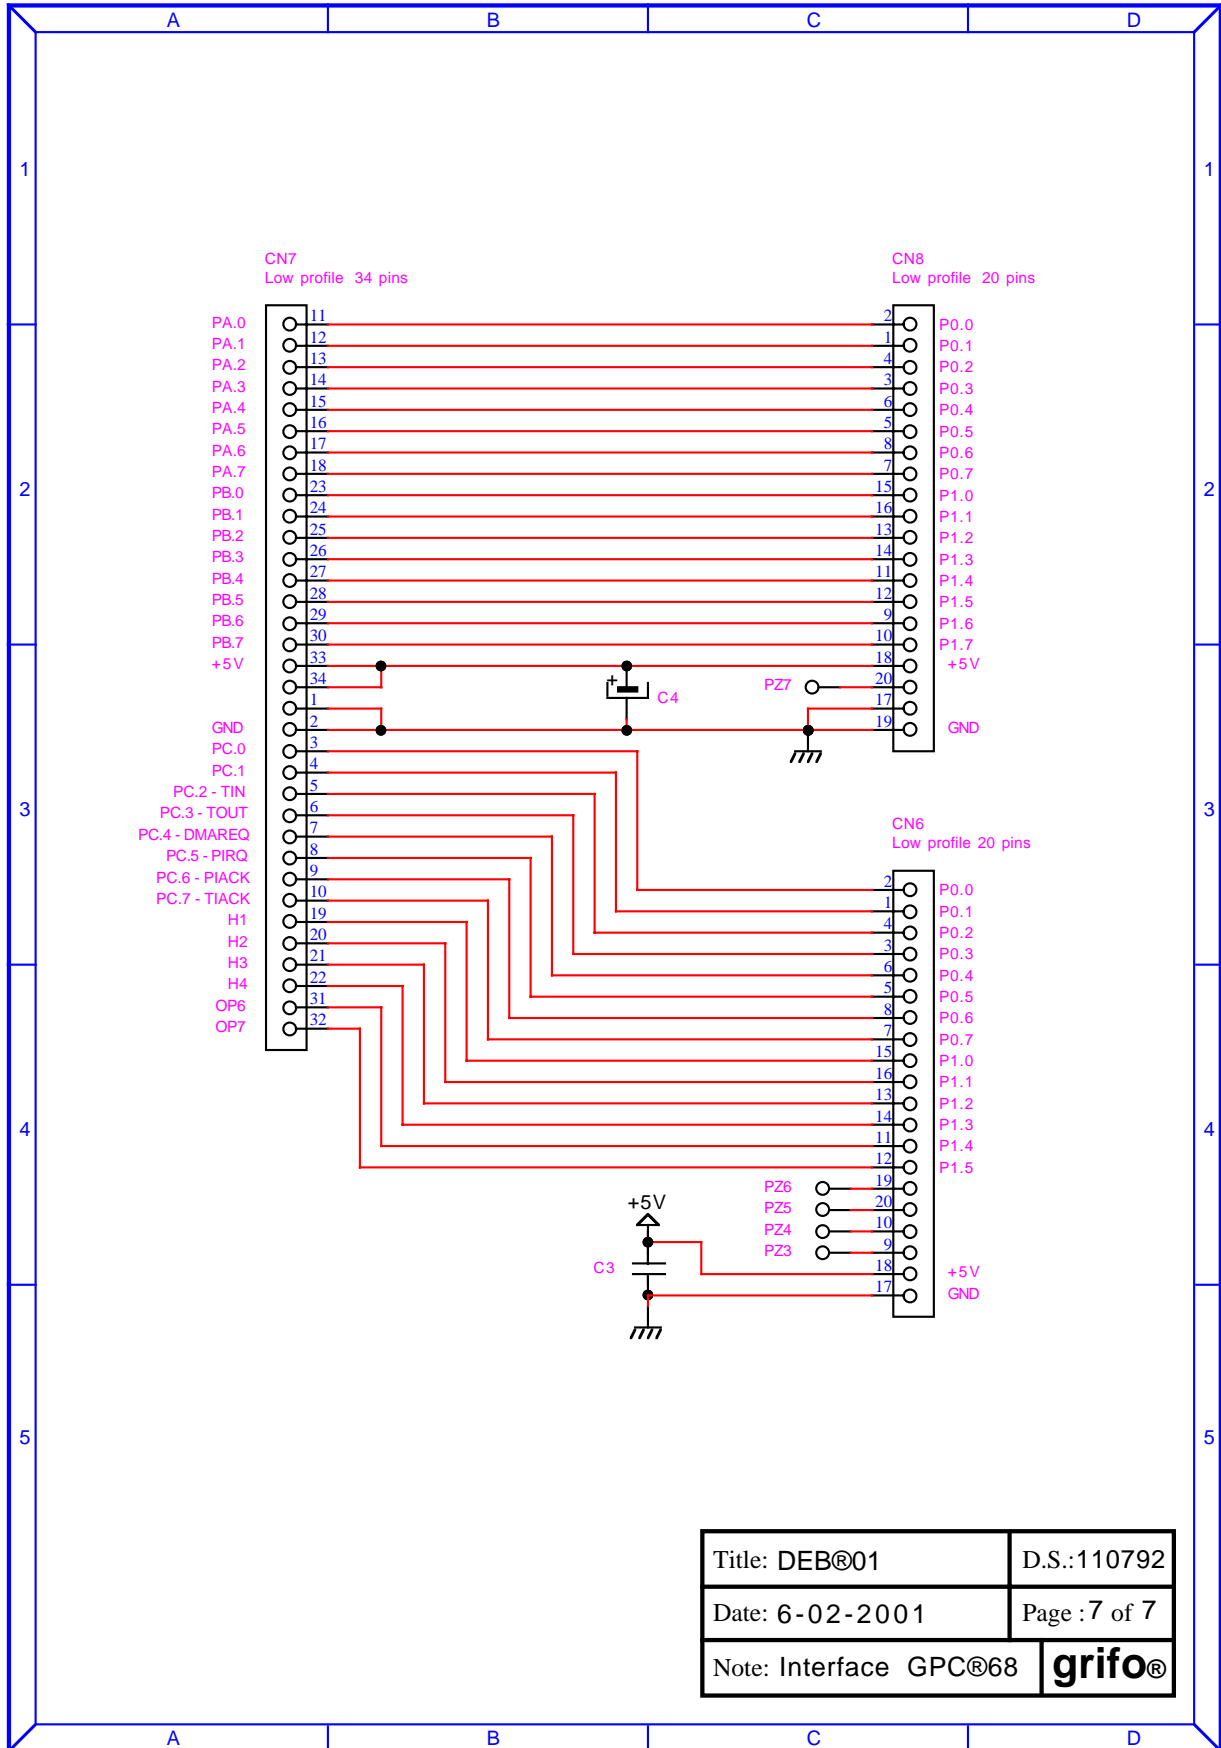 A B C D
1 1
CN7 CN8
Low profile 34 pins Low profile 20 pins
PA.0 11 2 P0.0
PA.1 12 1 P0.1
PA.2 13 4 P0.2
PA.3 14 3 P0.3
PA.4 15 6 P0.4
PA.5 16 5 P0.5
PA.6 17 8 P0.6
PA.7 18 7 P0.7
2 PB.0 23 15 P1.0 2
PB.1 24 16 P1.1
PB.2 25 13 P1.2
PB.3 26 14 P1.3
PB.4 27 11 P1.4
PB.5 28 12 P1.5
PB.6 29 9 P1.6
PB.7 30 10 P1.7
+5V 33 18 +5V
34 + C4 PZ7 20
1 17
GND 2 19 GND
PC.0 3
PC.1 4
PC.2 - TIN 5
3 PC.3 - TOUT 6 3
CN6
PC.4 - DMAREQ 7
Low profile 20 pins
PC.5 - PIRQ 8
PC.6 - PIACK 9 2 P0.0
PC.7 - TIACK 10 1 P0.1
H1 19 4 P0.2
H2 20 3 P0.3
H3 21 6 P0.4
H4 22 5 P0.5
OP6 31 8 P0.6
OP7 32 7 P0.7
15 P1.0
16 P1.1
13 P1.2
4 14 P1.3 4
11 P1.4
12 P1.5
PZ6 19
+5V PZ5 20
PZ4 10
PZ3 9
C3 18 +5V
17 GND
5 5
Title: DEB®01 D.S.:110792
Date: 6-02-2001 Page : 7 of 7
Note: Interface GPC®68 grifo®
A B C D